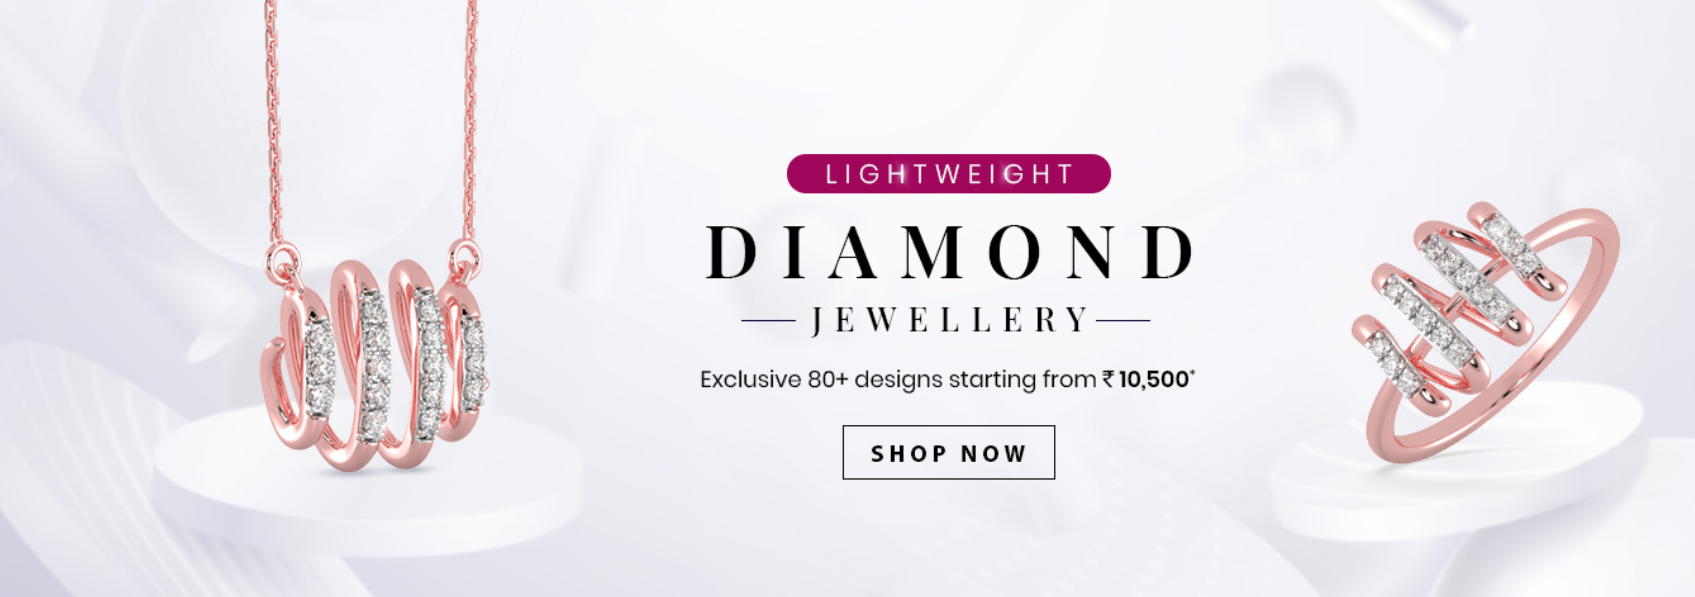 LIGHTWEIGHT
DIAMOND
JEWELLERY
Exclusive 80+ designs starting from ₹ 10,500*
SHOP NOW